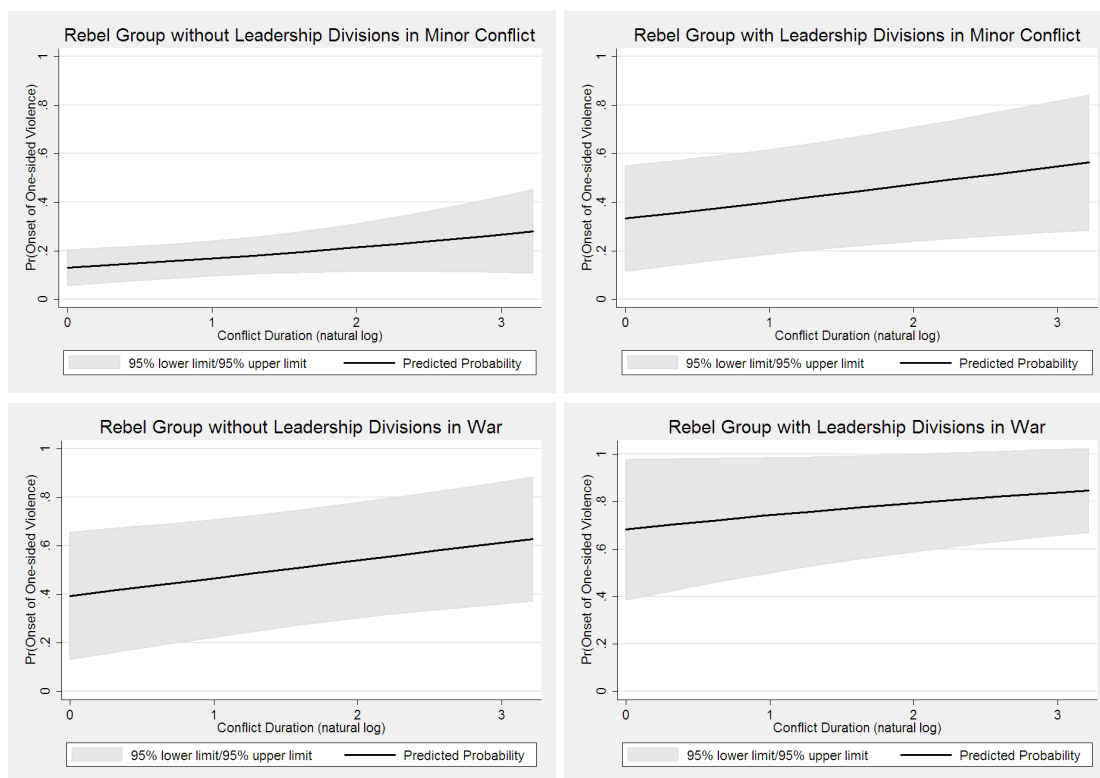 Rebel Group without Leadership Divisions in Minor Conflict
Pr(Onset of One-sided Violence)
1
.8
.6
.4
.2
0
0 1 2 3
Conflict Duration (natural log)
95% lower limit/95% upper limit Predicted Probability
Rebel Group with Leadership Divisions in Minor Conflict
Pr(Onset of One-sided Violence)
1
.8
.6
.4
.2
0
0 1 2 3
Conflict Duration (natural log)
95% lower limit/95% upper limit Predicted Probability
Rebel Group without Leadership Divisions in War
Pr(Onset of One-sided Violence)
1
.8
.6
.4
.2
0
0 1 2 3
Conflict Duration (natural log)
95% lower limit/95% upper limit Predicted Probability
Rebel Group with Leadership Divisions in War
Pr(Onset of One-sided Violence)
1
.8
.6
.4
.2
0
0 1 2 3
Conflict Duration (natural log)
95% lower limit/95% upper limit Predicted Probability